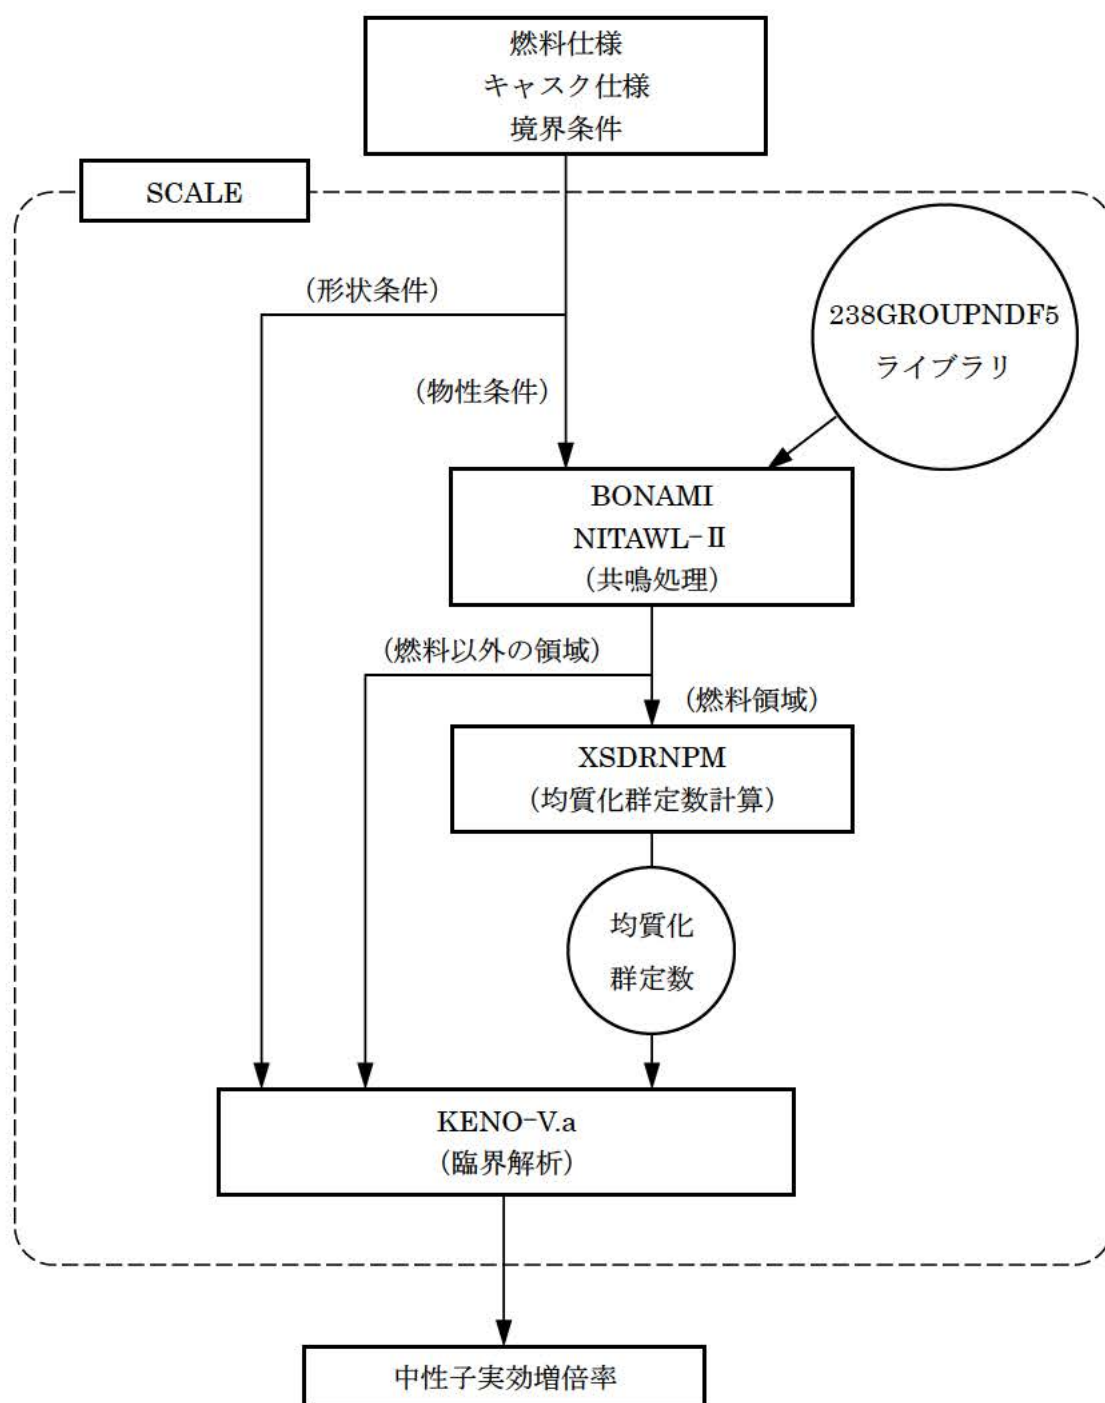 燃料仕様
キャスク仕様
境界条件
SCALE
(形状条件)
238GROUPNDF5
ライブラリ
(物性条件)
BONAMI
NITAWL-Ⅱ
(共鳴処理)
(燃料以外の領域)
(燃料領域)
XSDRNPM
(均質化群定数計算)
均質化
群定数
KENO-V.a
(臨界解析)
中性子実効増倍率